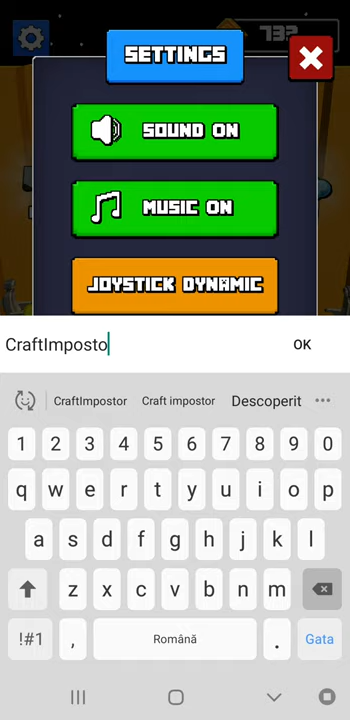 732
SETTINGS
SOUND ON
MUSIC ON
JOYSTICK DYNAMIC
CraftImposto
OK
CraftImpostor Craft impostor Descoperit
1 2 3 4 5 6 7 8 9 0
q w e r t y u i o p
a s d f g h j k l
z x c v b n m
!#1 , Română . Gata